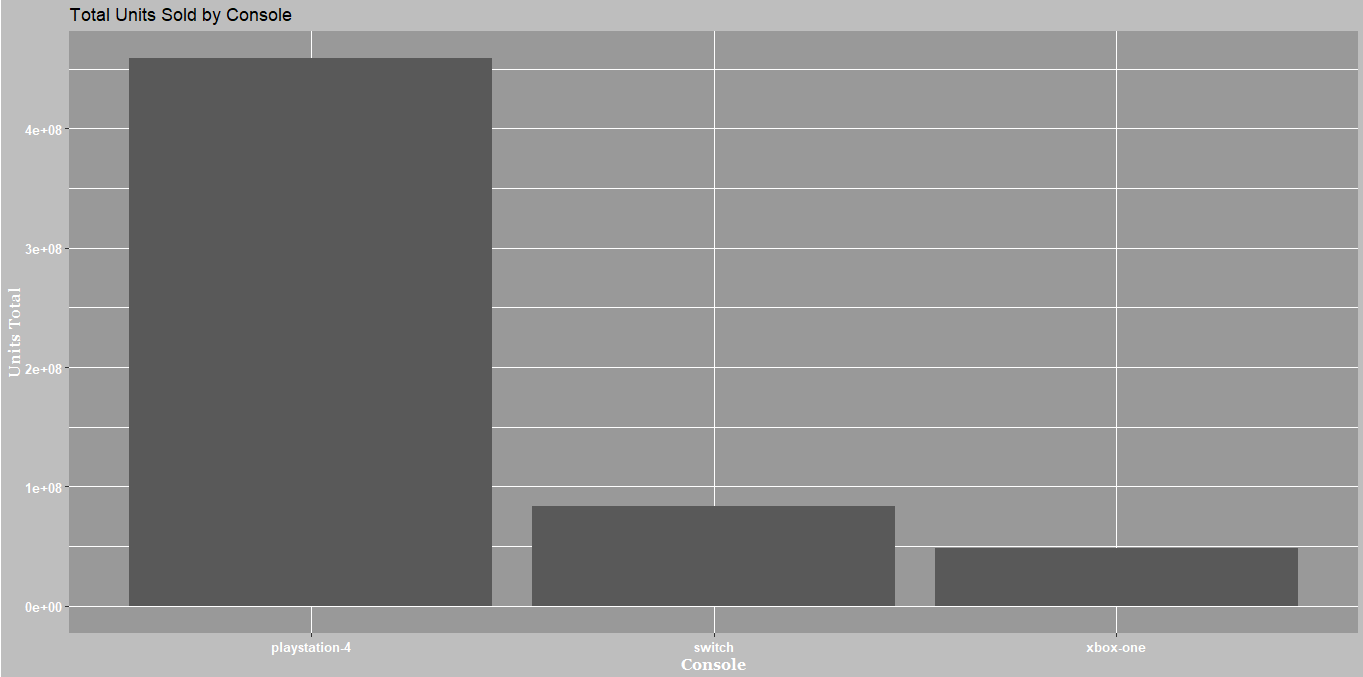 Total Units Sold by Console
4e+08
3e+08
Units Total
2e+08
1e+08
0e+00
playstation-4 switch xbox-one
Console